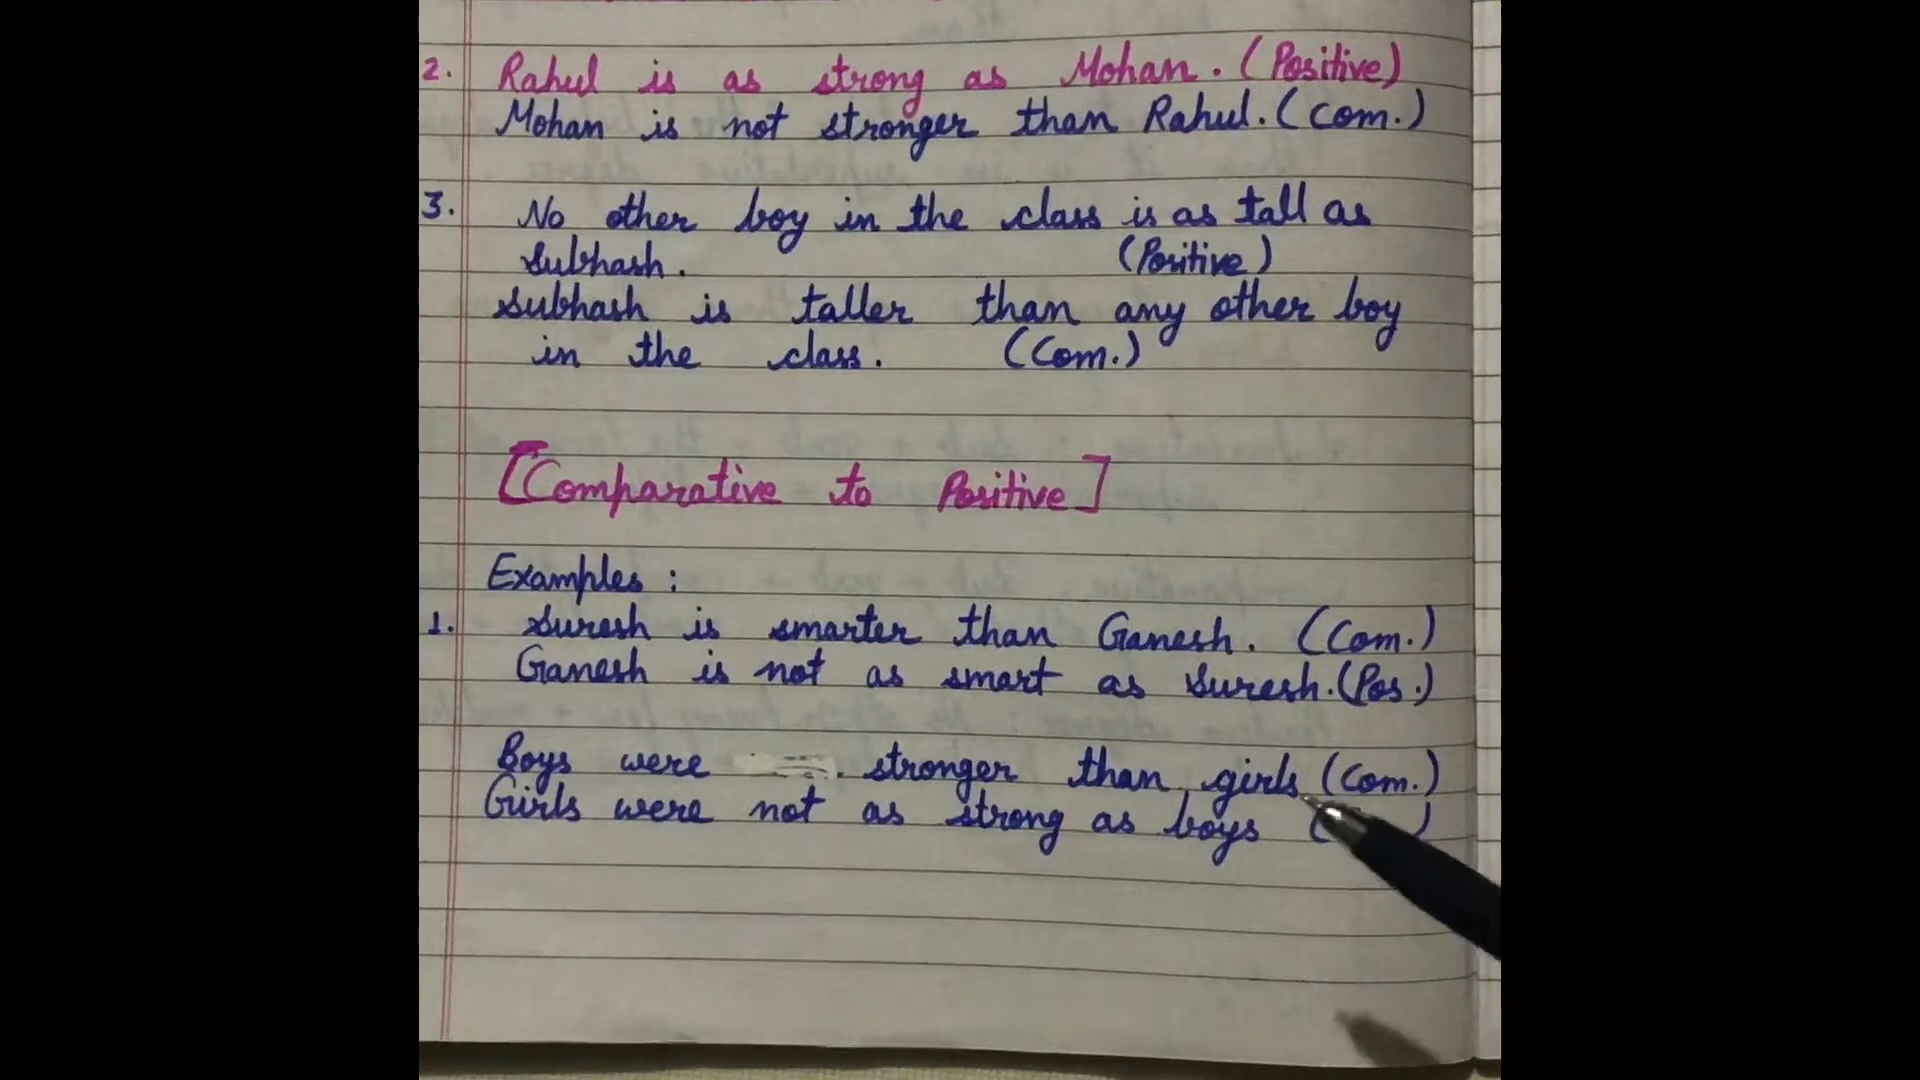 2. Rahul is as strong as Mohan. (Positive)
Mohan is not stronger than Rahul. (Com.)
3. No other boy in the class is as tall as
Subhash. (Positive)
Subhash is taller than any other boy
in the class. (Com.)
[Comparative to Positive]
Examples :
1. Suresh is smarter than Ganesh. (Com.)
Ganesh is not as smart as Suresh. (Pos.)
Boys were stronger than girls (Com.)
Girls were not as strong as boys (